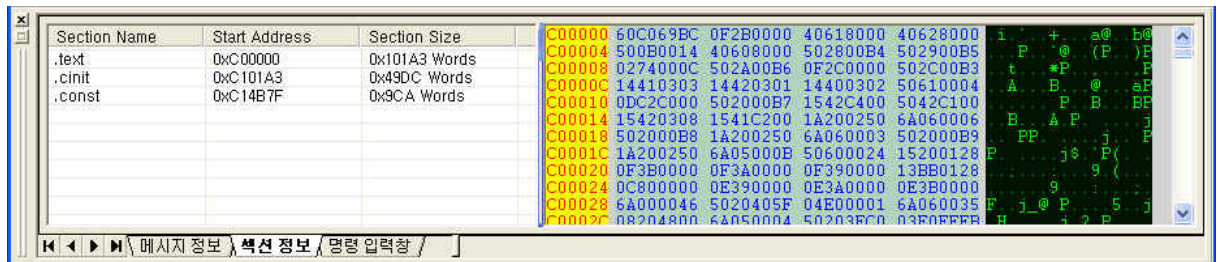 Section Name Start Address Section Size
.text 0xC00000 0x101A3 Words
.cinit 0xC101A3 0x49DC Words
.const 0xC14B7F 0x9CA Words
C00000 60C069BC 0F2B0000 40618000 40628000
C00004 500B0014 40608000 502800B4 502900B5
C00008 0274000C 502A00B6 0F2C0000 502C00B3
C0000C 14410303 14420301 14400302 50610004
C00010 0DC2C000 502000B7 1542C400 5042C100
C00014 15420308 1541C200 1A200250 6A060006
C00018 502000B8 1A200250 6A060003 502000B9
C0001C 1A200250 6A05000B 50600024 15200128
C00020 0F3B0000 0F3A0000 0F390000 13BB0128
C00024 0C800000 0E390000 0E3A0000 0E3B0000
C00028 6A000046 5020405F 04E00001 6A060035
C0002C 08204800 6A050004 50203FC0
메시지 정보 섹션 정보 명령 입력창